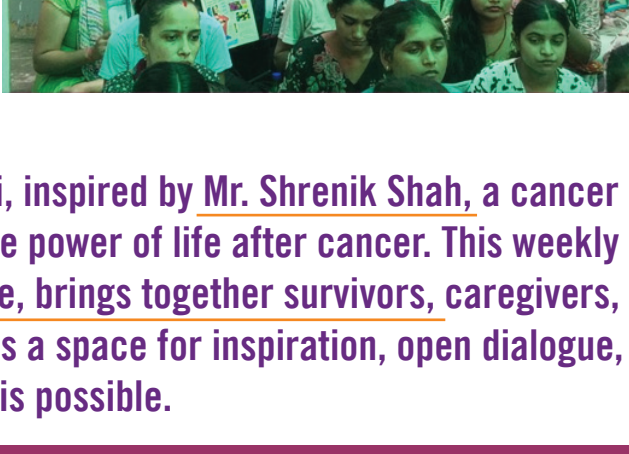 i, inspired by Mr. Shrenik Shah, a cancer
e power of life after cancer. This weekly
e, brings together survivors, caregivers,
s a space for inspiration, open dialogue,
is possible.